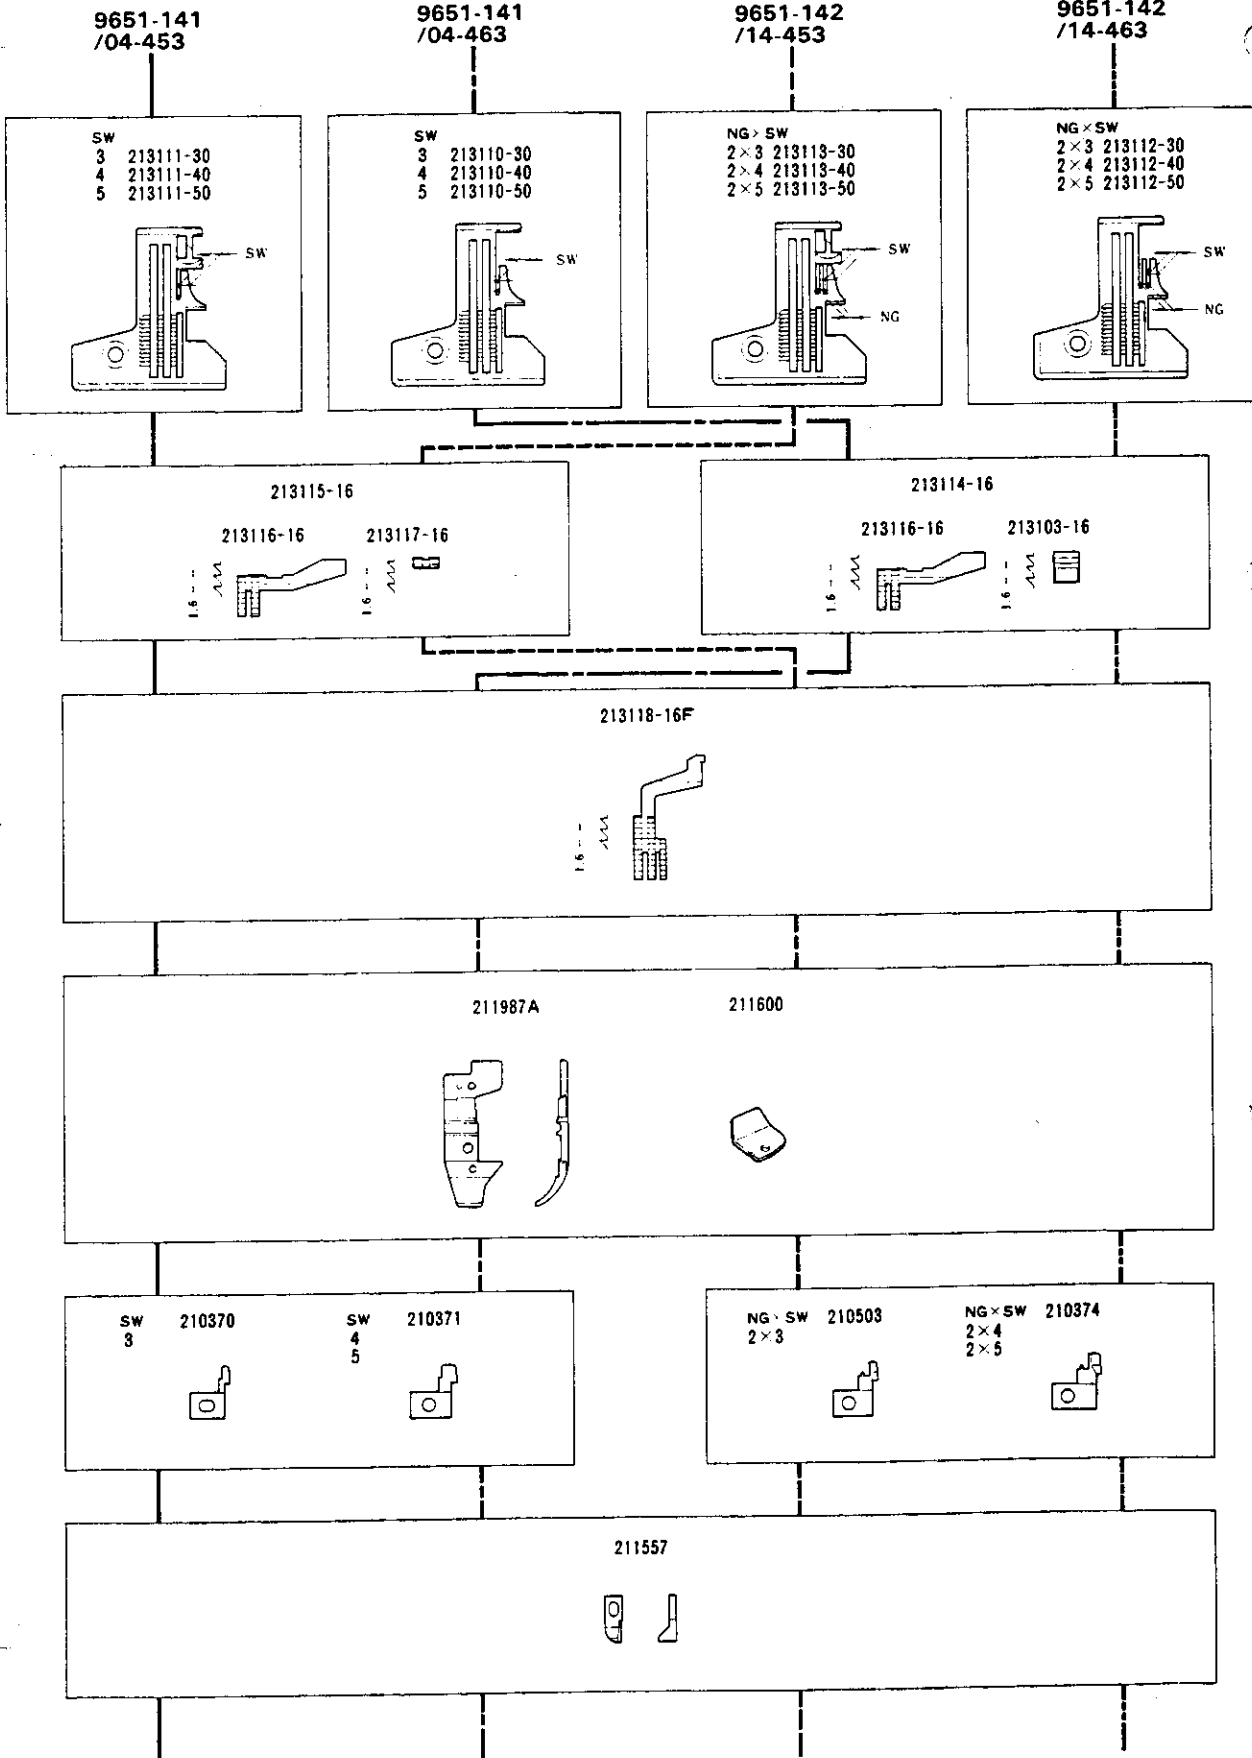 9651-141
/04-453
9651-141
/04-463
9651-142
/14-453
9651-142
/14-463
SW
3 213111-30
4 213111-40
5 213111-50
SW
SW
3 213110-30
4 213110-40
5 213110-50
SW
NG × SW
2×3 213113-30
2×4 213113-40
2×5 213113-50
SW
NG
NG×SW
2×3 213112-30
2×4 213112-40
2×5 213112-50
SW
NG
213115-16
213116-16 213117-16
1.6 1.6
213114-16
213116-16 213103-16
1.6 1.6
213118-16F
1.6
211987A 211600
SW 210370
3
SW 210371
4
5
NG × SW 210503
2×3
NG×SW 210374
2×4
2×5
211557